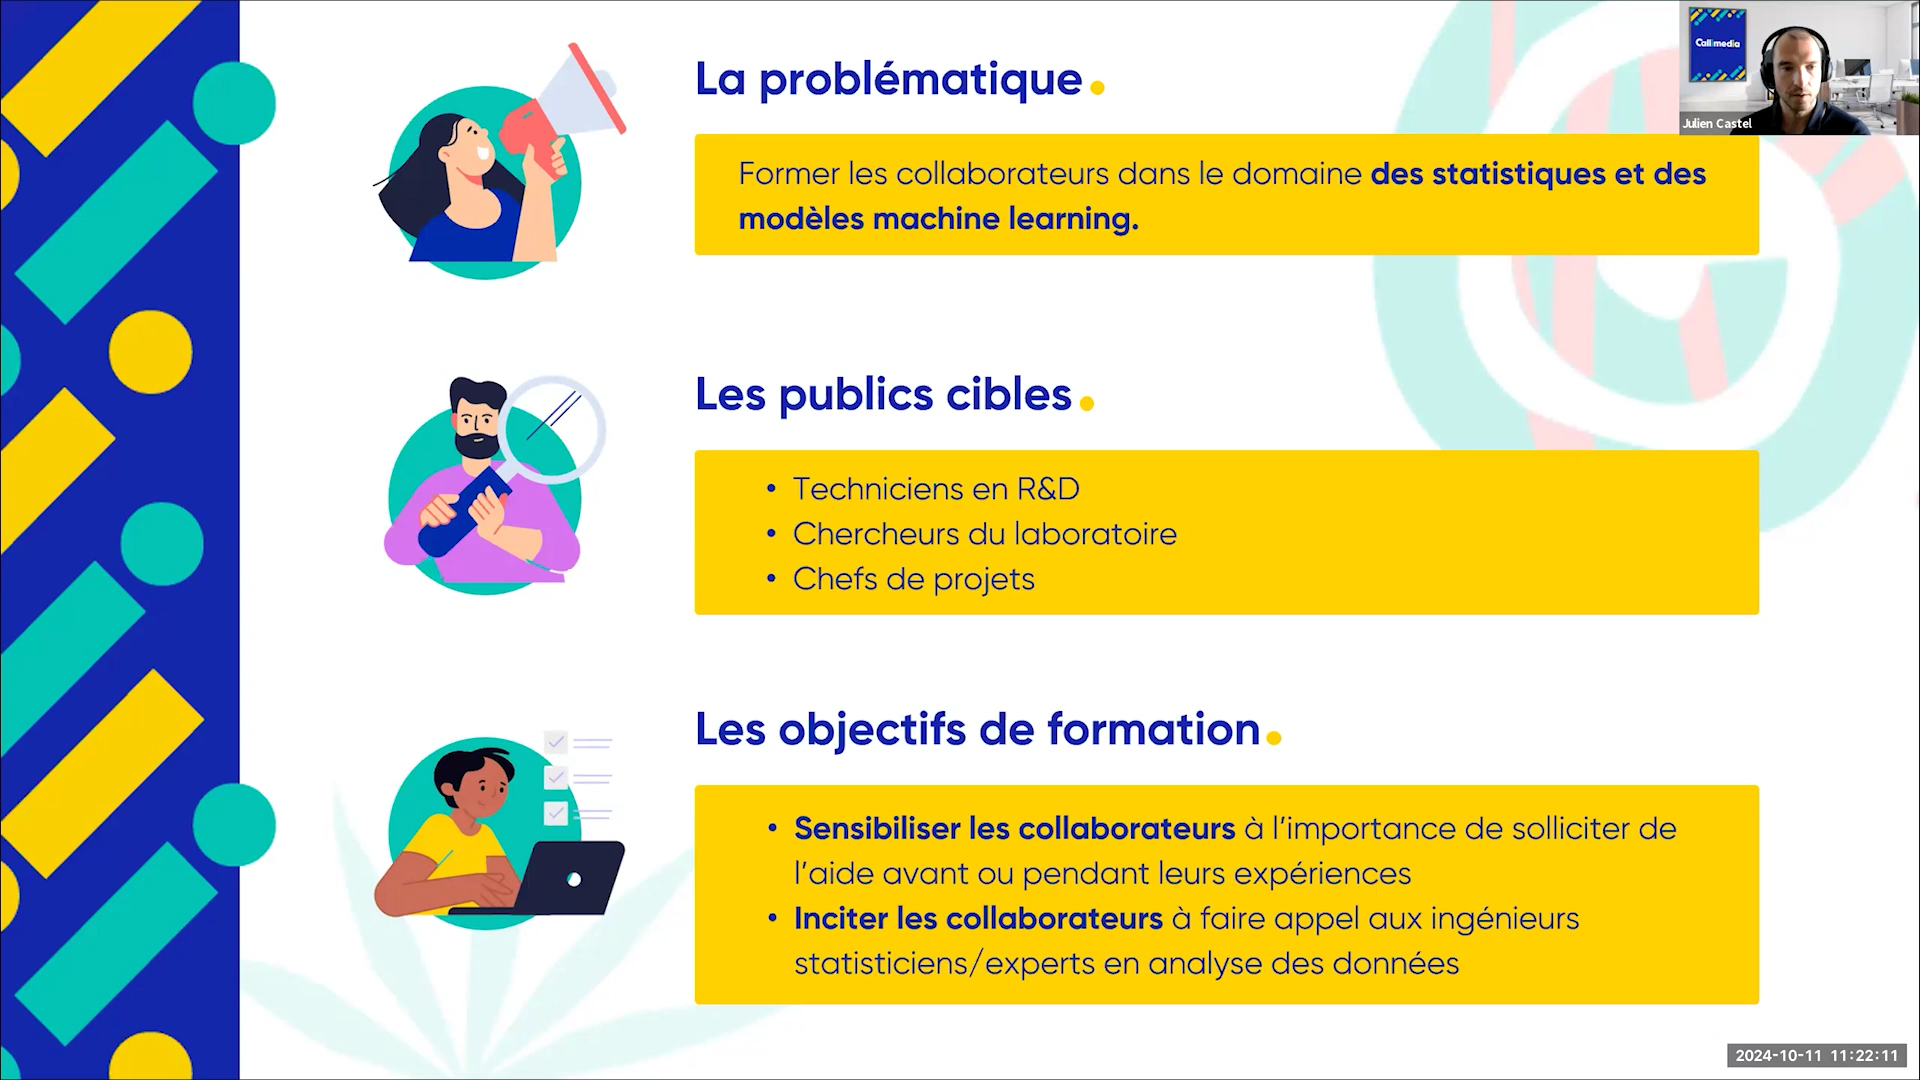 La problématique.
Callimedia
Julien Castel
Former les collaborateurs dans le domaine des statistiques et des
modèles machine learning.
Les publics cibles.
• Techniciens en R&D
• Chercheurs du laboratoire
• Chefs de projets
Les objectifs de formation.
• Sensibiliser les collaborateurs à l’importance de solliciter de
l’aide avant ou pendant leurs expériences
• Inciter les collaborateurs à faire appel aux ingénieurs
statisticiens/experts en analyse des données
2024-10-11 11:22:11